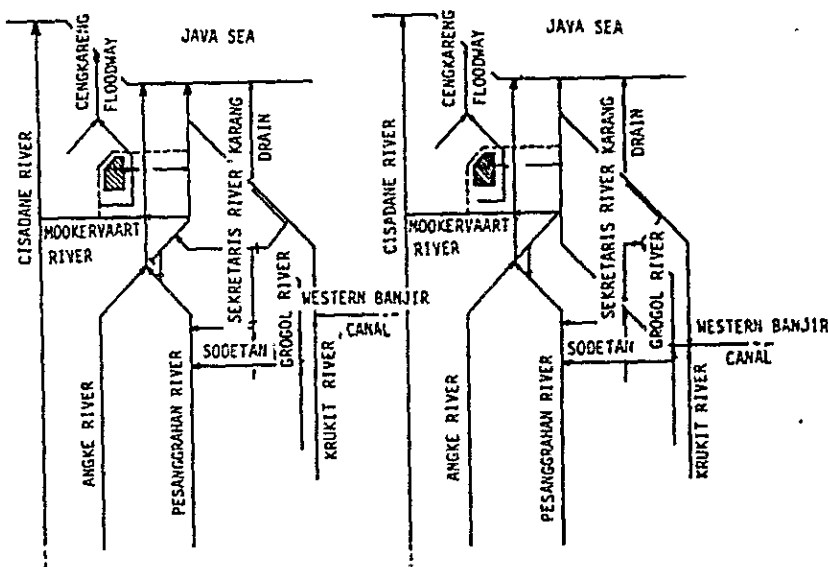 JAVA SEA
CENGKARENG
FLOODWAY
CISADANE RIVER
KARANG
DRAIN
SEKRETARIS RIVER
MOOKERVAART
RIVER
GROGOL RIVER
WESTERN BANJIR
CANAL
SODETAN
ANGKE RIVER
PESANGGRAHAN RIVER
KRUKIT RIVER
JAVA SEA
CENGKARENG
FLOODWAY
CISADANE RIVER
KARANG
DRAIN
SEKRETARIS RIVER
MOOKERVAART
RIVER
GROGOL RIVER
WESTERN BANJIR
CANAL
SODETAN
ANGKE RIVER
PESANGGRAHAN RIVER
KRUKIT RIVER